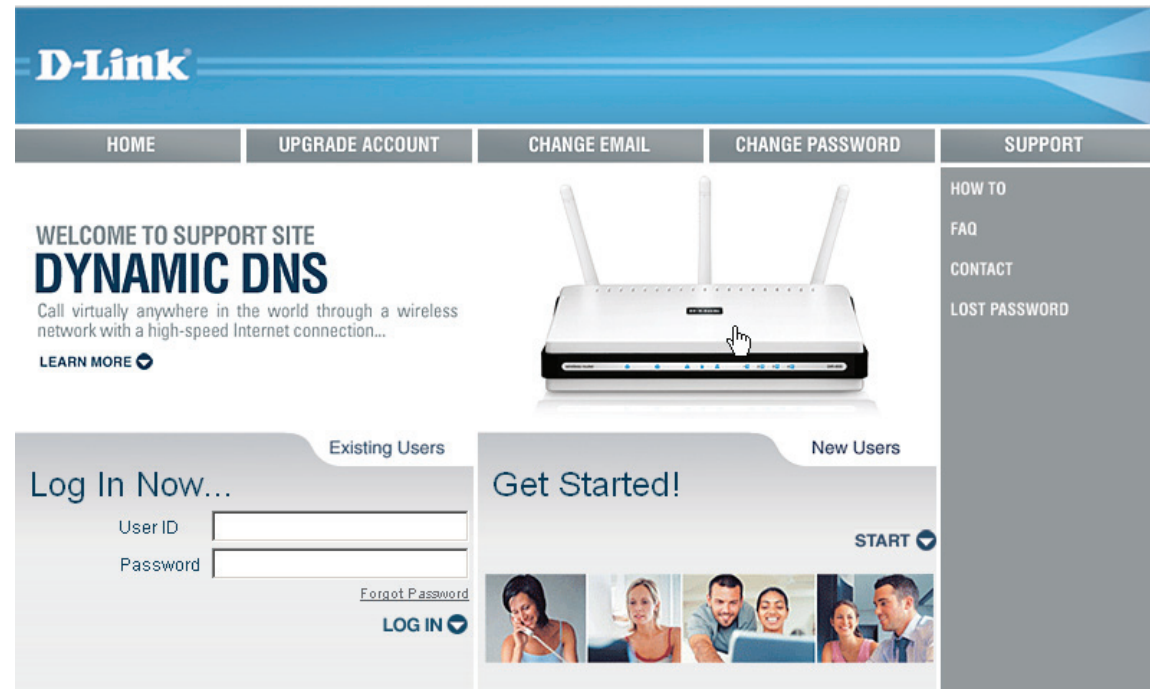 D-Link
HOME
UPGRADE ACCOUNT
CHANGE EMAIL
CHANGE PASSWORD
SUPPORT
HOW TO
FAQ
CONTACT
LOST PASSWORD
WELCOME TO SUPPORT SITE
DYNAMIC DNS
Call virtually anywhere in the world through a wireless
network with a high-speed Internet connection...
LEARN MORE
Existing Users
Log In Now...
User ID
Password
Forgot Password
LOG IN
New Users
Get Started!
START